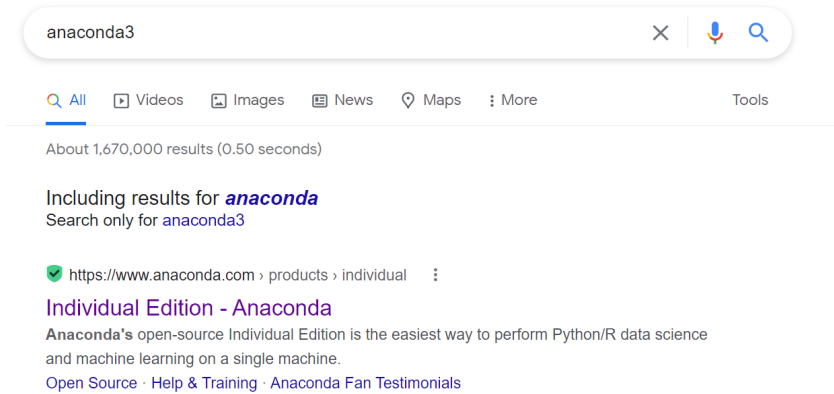 anaconda3
All Videos Images News Maps More Tools
About 1,670,000 results (0.50 seconds)
Including results for anaconda
Search only for anaconda3
https://www.anaconda.com › products › individual
Individual Edition - Anaconda
Anaconda's open-source Individual Edition is the easiest way to perform Python/R data science
and machine learning on a single machine.
Open Source · Help & Training · Anaconda Fan Testimonials